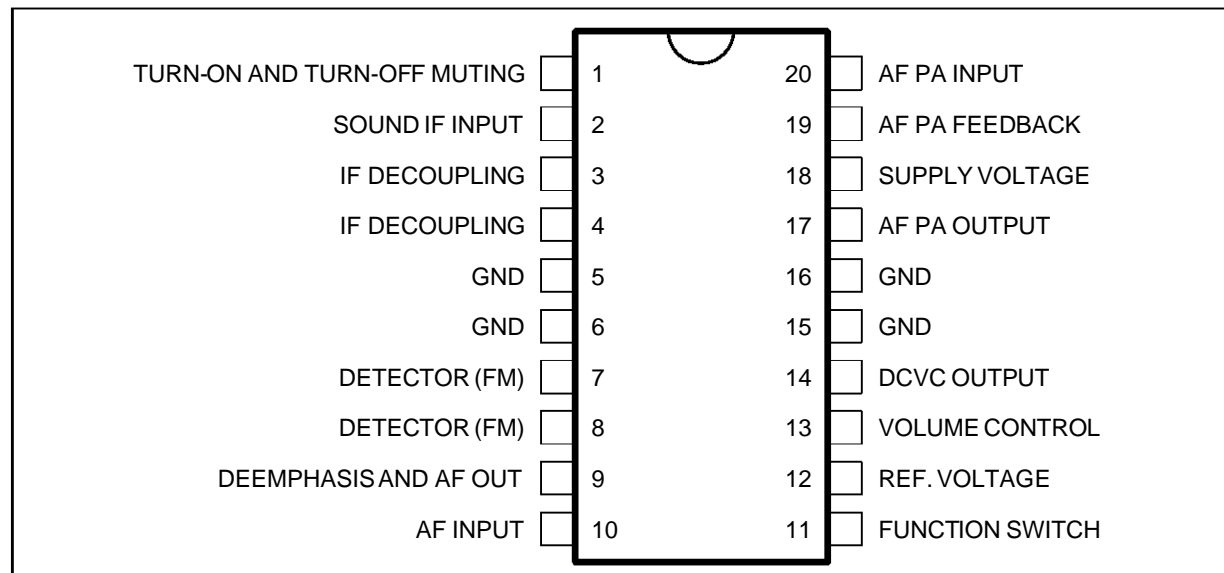 TURN-ON AND TURN-OFF MUTING 1 20 AF PA INPUT
SOUND IF INPUT 2 19 AF PA FEEDBACK
IF DECOUPLING 3 18 SUPPLY VOLTAGE
IF DECOUPLING 4 17 AF PA OUTPUT
GND 5 16 GND
GND 6 15 GND
DETECTOR (FM) 7 14 DCVC OUTPUT
DETECTOR (FM) 8 13 VOLUME CONTROL
DEEMPHASIS AND AF OUT 9 12 REF. VOLTAGE
AF INPUT 10 11 FUNCTION SWITCH